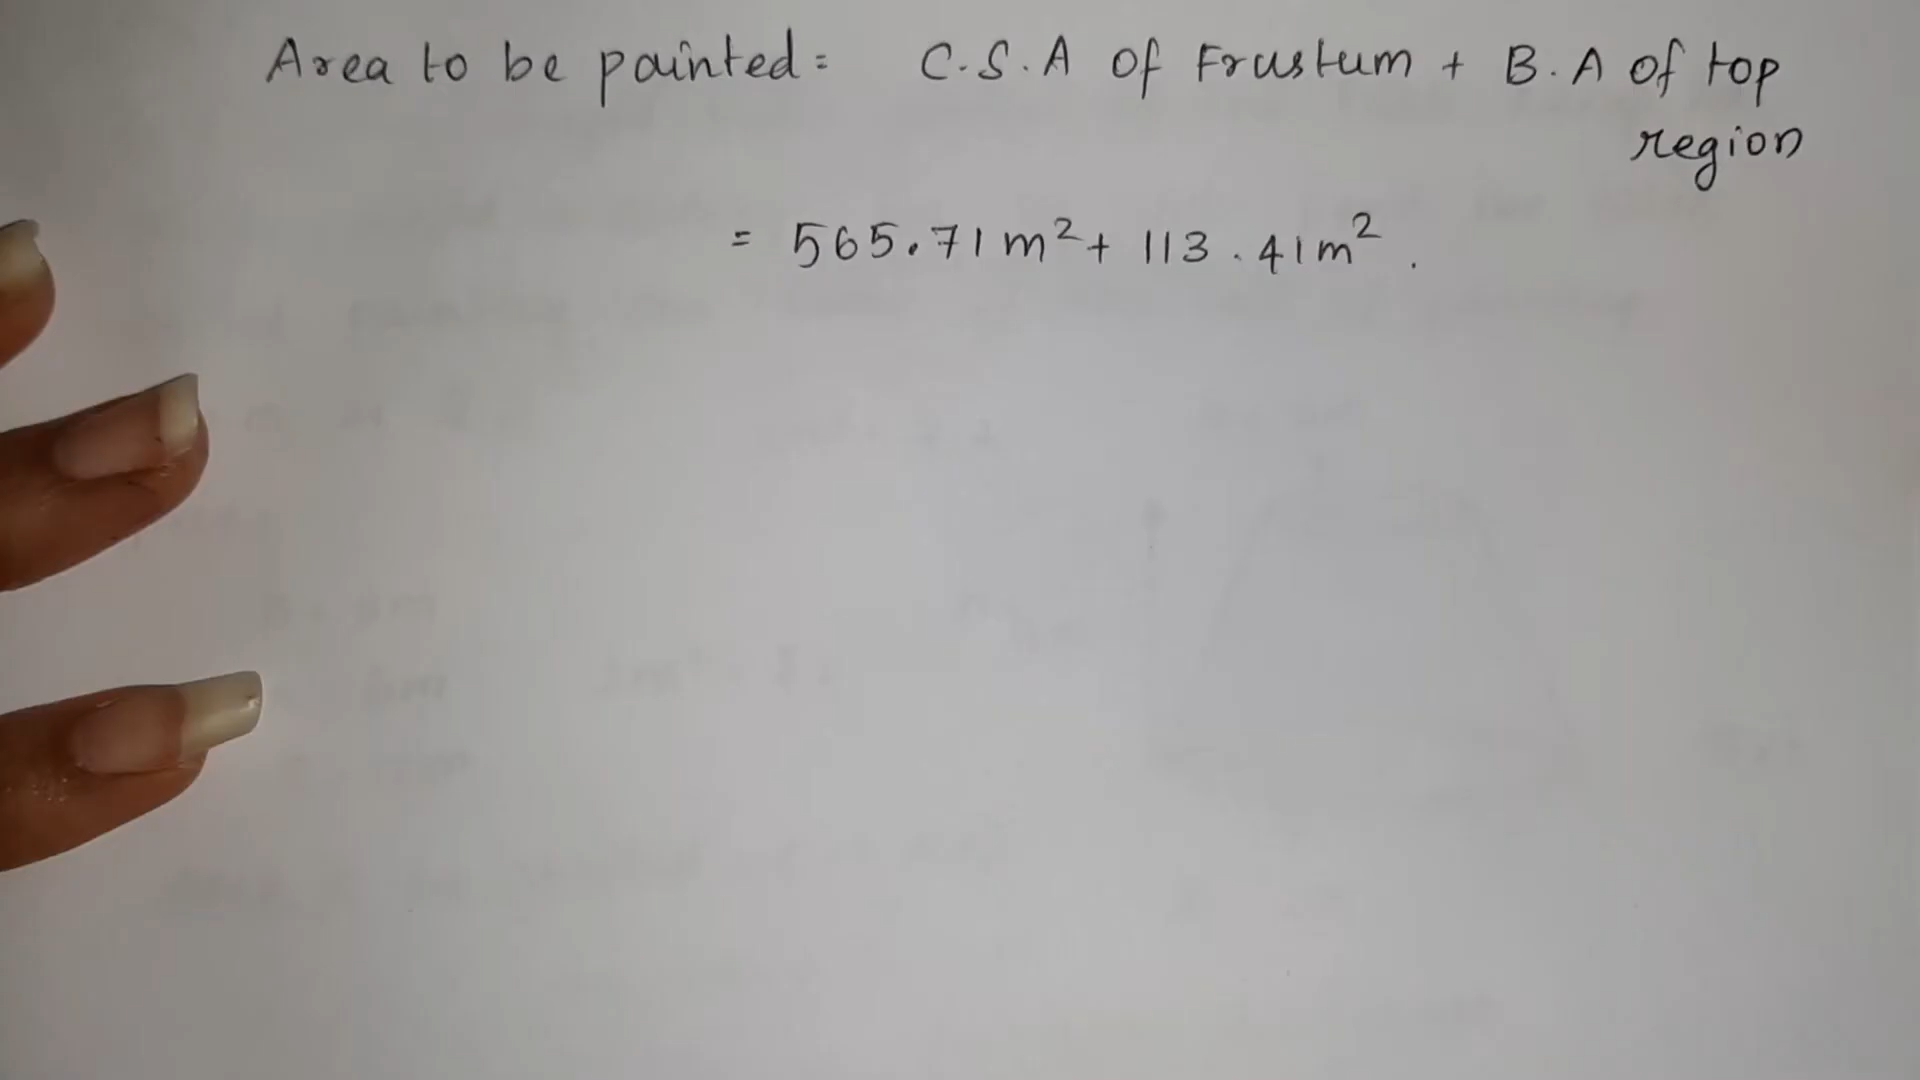 Area to be painted = C.S.A of Frustum + B.A of top
region
= 565.71 m² + 113.41 m².